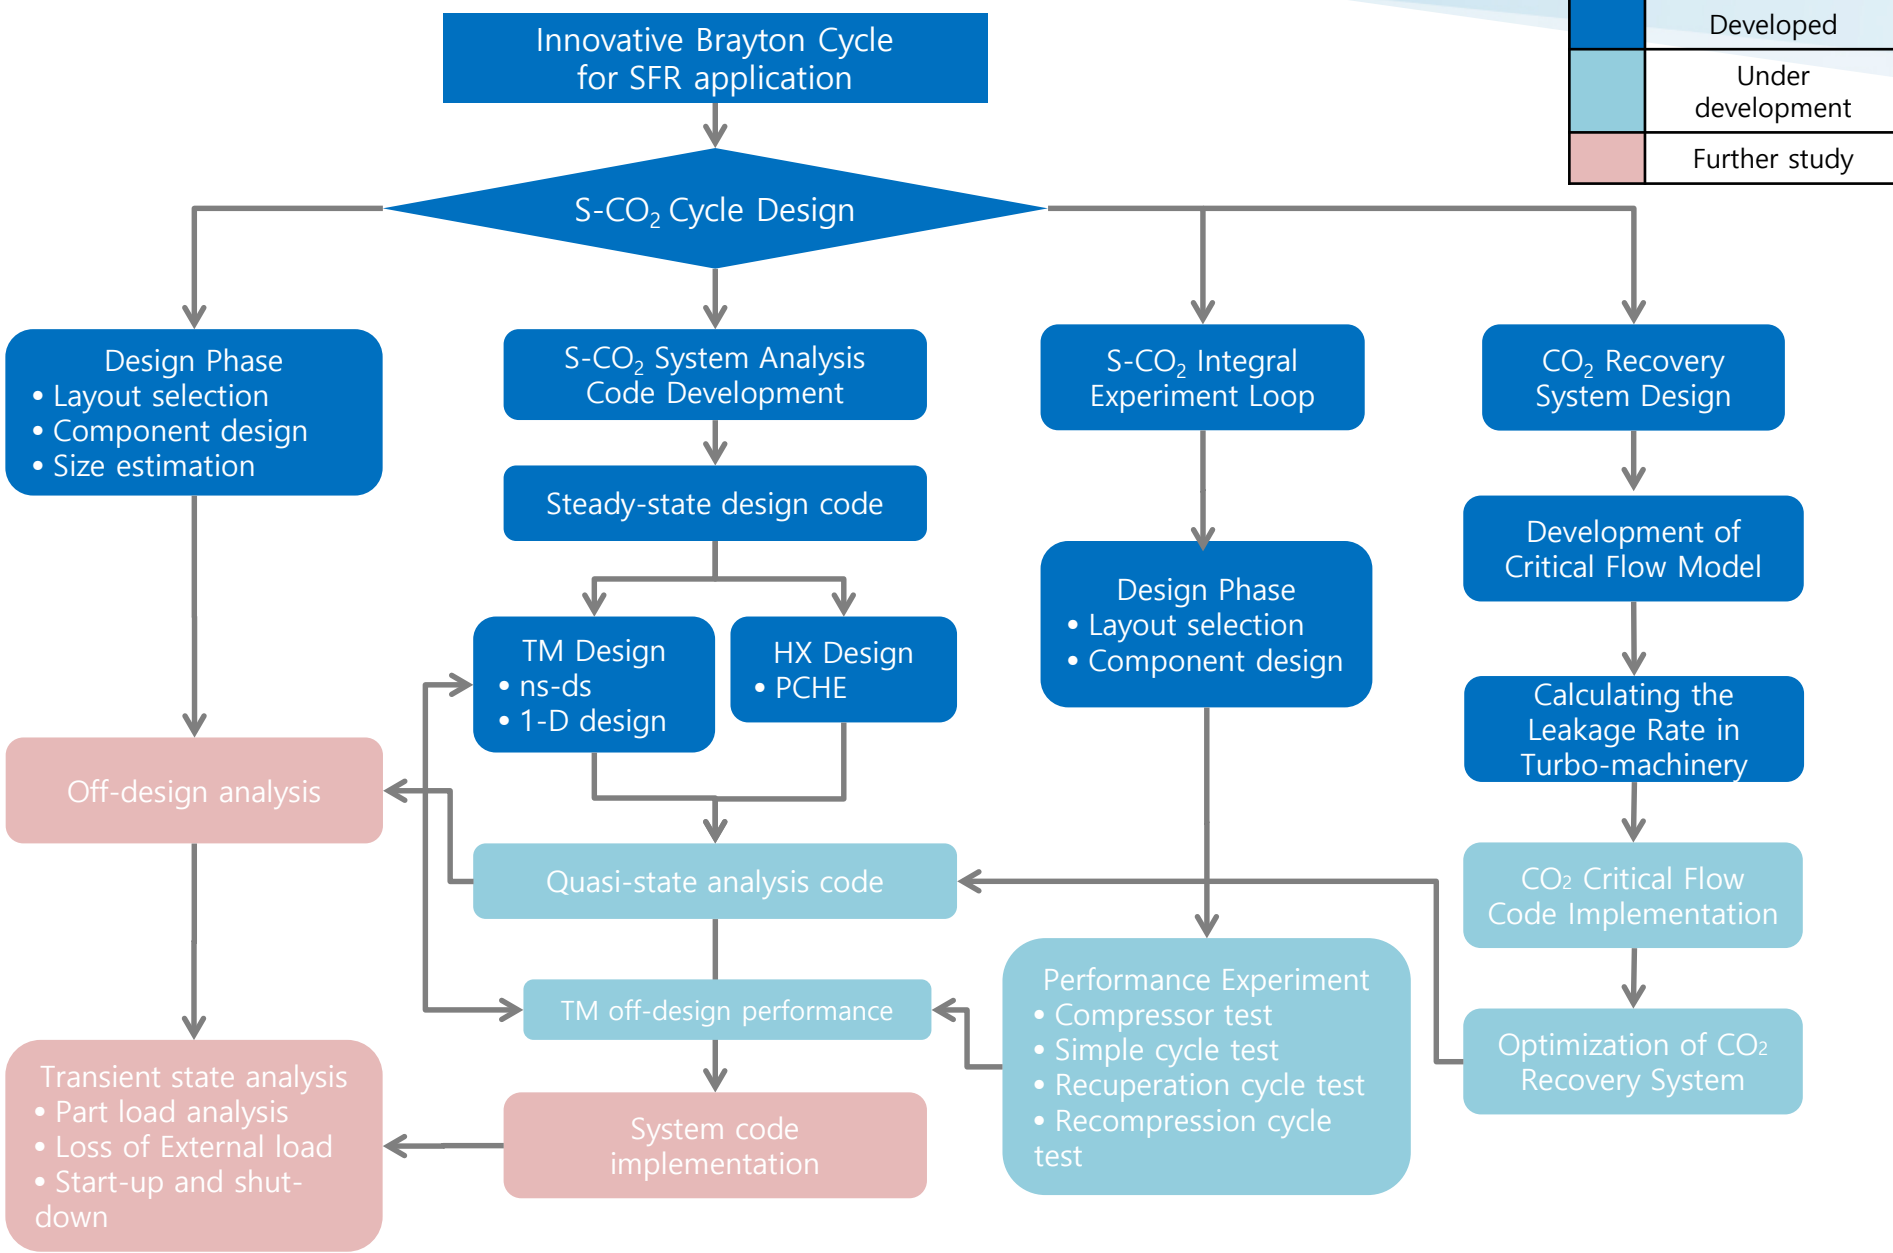 Innovative Brayton Cycle
for SFR application
Developed
Under
development
Further study
S-CO₂ Cycle Design
Design Phase
• Layout selection
• Component design
• Size estimation
S-CO₂ System Analysis
Code Development
S-CO₂ Integral
Experiment Loop
CO₂ Recovery
System Design
Steady-state design code
Development of
Critical Flow Model
TM Design
• ns-ds
• 1-D design
HX Design
• PCHE
Design Phase
• Layout selection
• Component design
Calculating the
Leakage Rate in
Turbo-machinery
Off-design analysis
Quasi-state analysis code
CO₂ Critical Flow
Code Implementation
TM off-design performance
Performance Experiment
• Compressor test
• Simple cycle test
• Recuperation cycle test
• Recompression cycle
test
Optimization of CO₂
Recovery System
Transient state analysis
• Part load analysis
• Loss of External load
• Start-up and shut-
down
System code
implementation